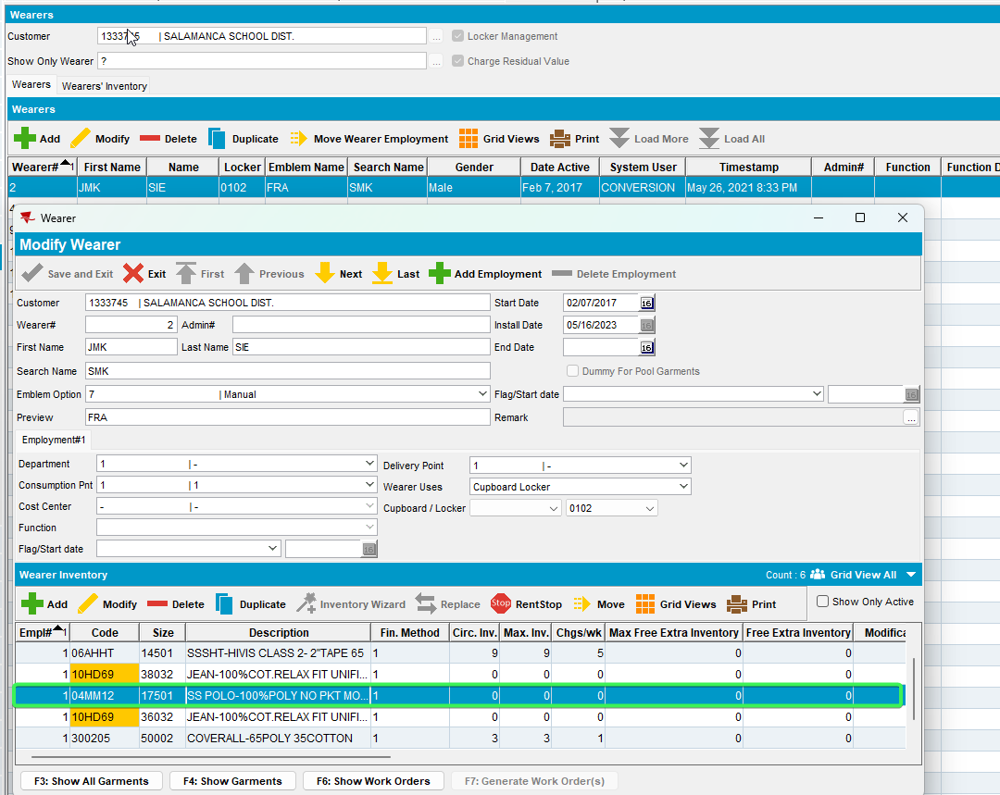 Wearers
Customer 1333745 | SALAMANCA SCHOOL DIST. ... Locker Management
Show Only Wearer ? ... Charge Residual Value
Wearers Wearers' Inventory
Wearers
Add Modify Delete Duplicate Move Wearer Employment Grid Views Print Load More Load All
Wearer# 1 First Name Name Locker Emblem Name Search Name Gender Date Active System User Timestamp Admin# Function Function D
2 JMK SIE 0102 FRA SMK Male Feb 7, 2017 CONVERSION May 26, 2021 8:33 PM
Wearer
Modify Wearer
Save and Exit Exit First Previous Next Last Add Employment Delete Employment
Customer 1333745 | SALAMANCA SCHOOL DIST. Start Date 02/07/2017 16
Wearer# 2 Admin# Install Date 05/16/2023 16
First Name JMK Last Name SIE End Date 16
Search Name SMK Dummy For Pool Garments
Emblem Option 7 | Manual Flag/Start date 16
Preview FRA Remark ...
Employment#1
Department 1 | - Delivery Point 1 | -
Consumption Pnt 1 | 1 Wearer Uses Cupboard Locker
Cost Center - | - Cupboard / Locker 0102
Function
Flag/Start date 16
Wearer Inventory Count : 6 Grid View All
Add Modify Delete Duplicate Inventory Wizard Replace Stop RentStop Move Grid Views Print Show Only Active
Empl# 1 Code Size Description Fin. Method Circ. Inv. Max. Inv. Chgs/wk Max Free Extra Inventory Free Extra Inventory Modifica
1 06AHHT 14501 SSSHT-HIVIS CLASS 2- 2"TAPE 65 1 9 9 5 0 0
1 10HD69 38032 JEAN-100%COT.RELAX FIT UNIFI... 1 0 0 0 0 0
1 04MM12 17501 SS POLO-100%POLY NO PKT MO... 1 0 0 0 0 0
1 10HD69 36032 JEAN-100%COT.RELAX FIT UNIFI... 1 0 0 0 0 0
1 300205 50002 COVERALL-65POLY 35COTTON 1 3 3 1 0 0
F3: Show All Garments F4: Show Garments F6: Show Work Orders F7: Generate Work Order(s)